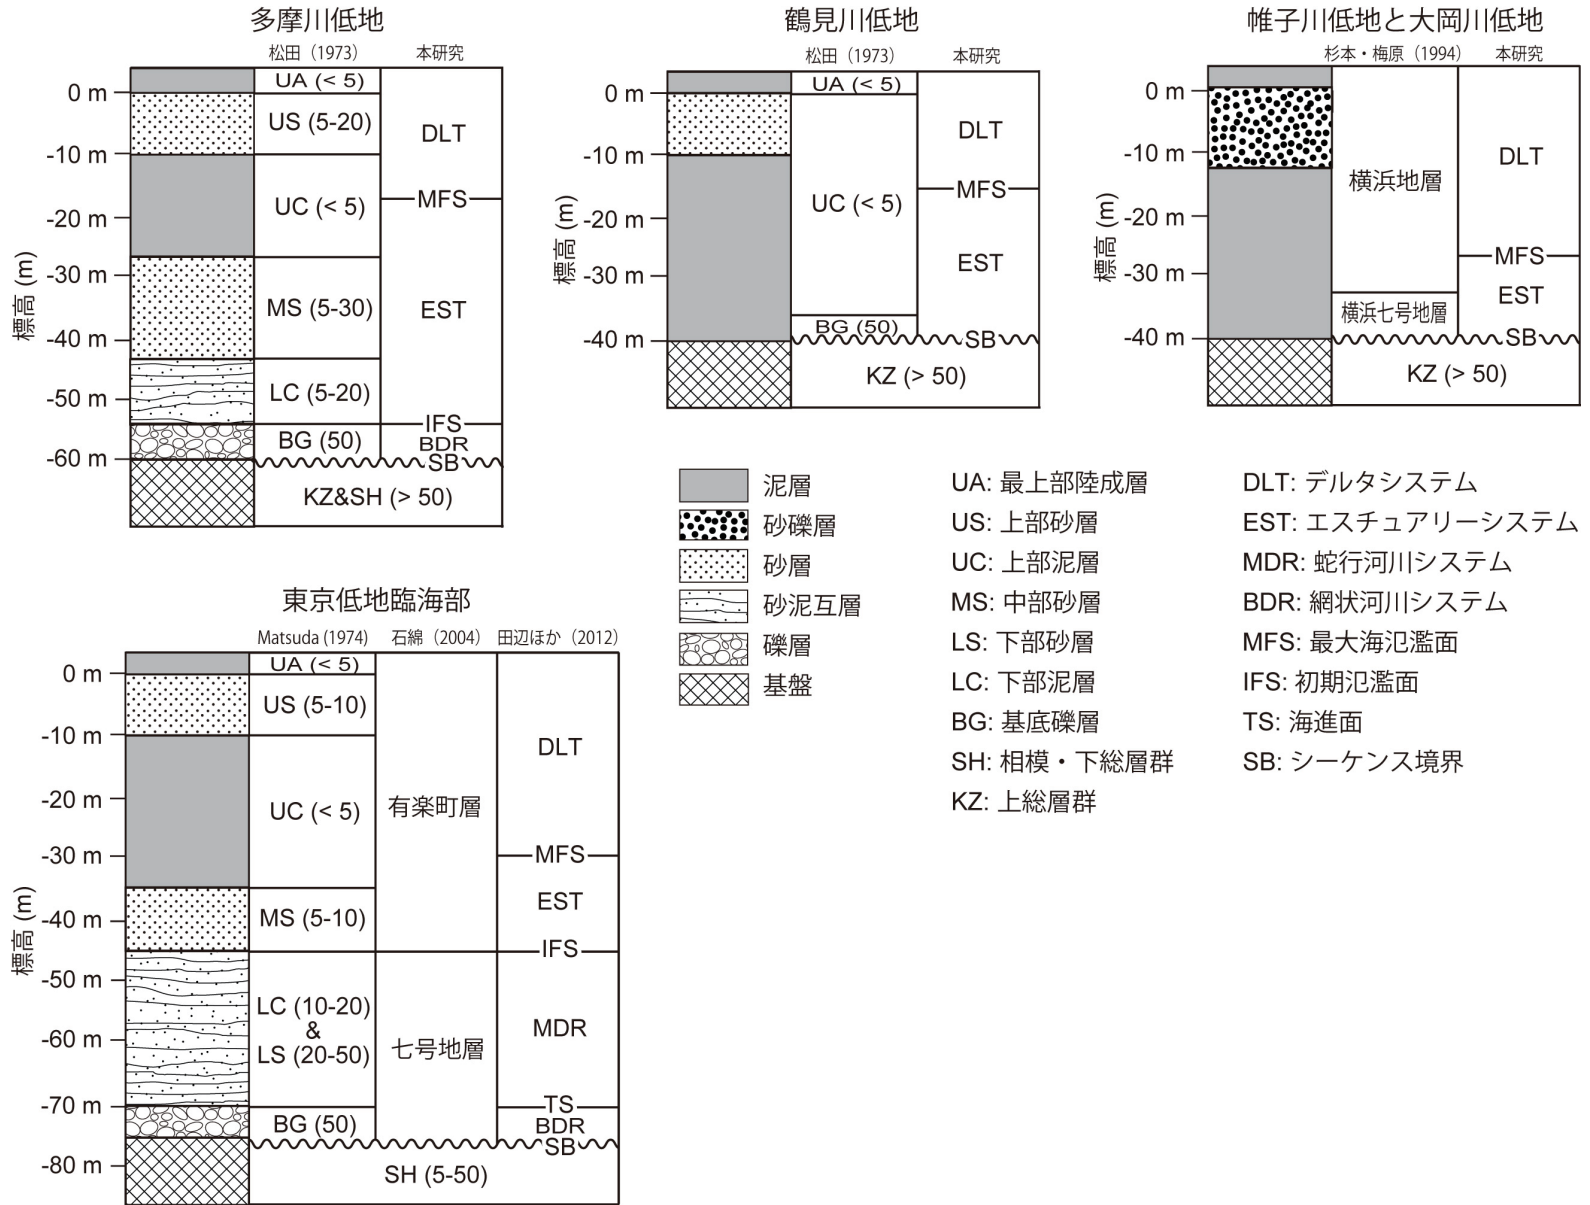 多摩川低地
松田（1973）
本研究
標高 (m)
0 m
-10 m
-20 m
-30 m
-40 m
-50 m
-60 m
UA (< 5)
US (5-20)
UC (< 5)
MS (5-30)
LC (5-20)
BG (50)
KZ&SH (> 50)
DLT
MFS
EST
IFS
BDR
SB
鶴見川低地
松田（1973）
本研究
標高 (m)
0 m
-10 m
-20 m
-30 m
-40 m
UA (< 5)
UC (< 5)
BG (50)
DLT
MFS
EST
SB
KZ (> 50)
帷子川低地と大岡川低地
杉本・梅原（1994）
本研究
標高 (m)
0 m
-10 m
-20 m
-30 m
-40 m
横浜地層
横浜七号地層
DLT
MFS
EST
SB
KZ (> 50)
東京低地臨海部
Matsuda (1974)
石綿（2004）
田辺ほか（2012）
標高 (m)
0 m
-10 m
-20 m
-30 m
-40 m
-50 m
-60 m
-70 m
-80 m
UA (< 5)
US (5-10)
UC (< 5)
MS (5-10)
LC (10-20)
&
LS (20-50)
BG (50)
有楽町層
七号地層
DLT
MFS
EST
IFS
MDR
TS
BDR
SB
SH (5-50)
泥層
砂礫層
砂層
砂泥互層
礫層
基盤
UA: 最上部陸成層
US: 上部砂層
UC: 上部泥層
MS: 中部砂層
LS: 下部砂層
LC: 下部泥層
BG: 基底礫層
SH: 相模・下総層群
KZ: 上総層群
DLT: デルタシステム
EST: エスチュアリーシステム
MDR: 蛇行河川システム
BDR: 網状河川システム
MFS: 最大海氾濫面
IFS: 初期氾濫面
TS: 海進面
SB: シーケンス境界